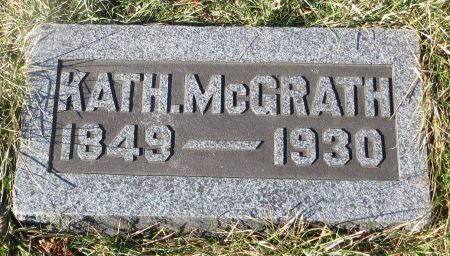 KATH. McGRATH
1849 — 1930